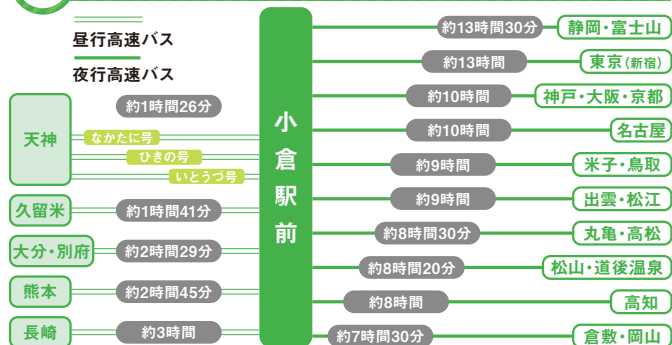 昼行高速バス
夜行高速バス
天神
約1時間26分
なかたに号
ひきの号
いとうづ号
久留米
約1時間41分
大分・別府
約2時間29分
熊本
約2時間45分
長崎
約3時間
小倉駅前
約13時間30分
静岡・富士山
約13時間
東京(新宿)
約10時間
神戸・大阪・京都
約10時間
名古屋
約9時間
米子・鳥取
約9時間
出雲・松江
約8時間30分
丸亀・高松
約8時間20分
松山・道後温泉
約8時間
高知
約7時間30分
倉敷・岡山